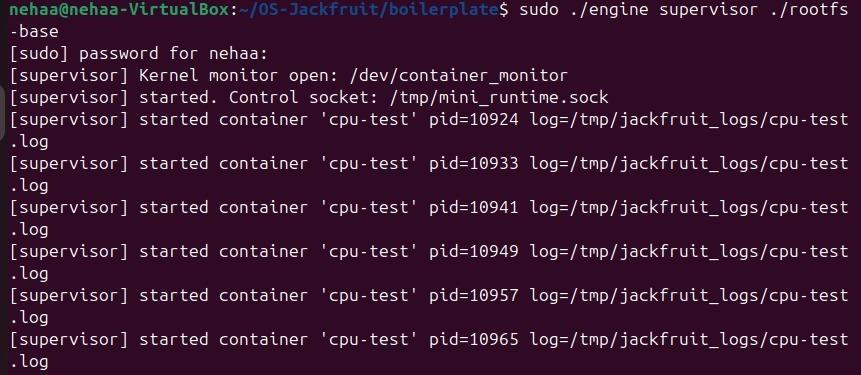 nehaa@nehaa-VirtualBox:~/OS-Jackfruit/boilerplate$ sudo ./engine supervisor ./rootfs
-base
[sudo] password for nehaa:
[supervisor] Kernel monitor open: /dev/container_monitor
[supervisor] started. Control socket: /tmp/mini_runtime.sock
[supervisor] started container 'cpu-test' pid=10924 log=/tmp/jackfruit_logs/cpu-test
.log
[supervisor] started container 'cpu-test' pid=10933 log=/tmp/jackfruit_logs/cpu-test
.log
[supervisor] started container 'cpu-test' pid=10941 log=/tmp/jackfruit_logs/cpu-test
.log
[supervisor] started container 'cpu-test' pid=10949 log=/tmp/jackfruit_logs/cpu-test
.log
[supervisor] started container 'cpu-test' pid=10957 log=/tmp/jackfruit_logs/cpu-test
.log
[supervisor] started container 'cpu-test' pid=10965 log=/tmp/jackfruit_logs/cpu-test
.log